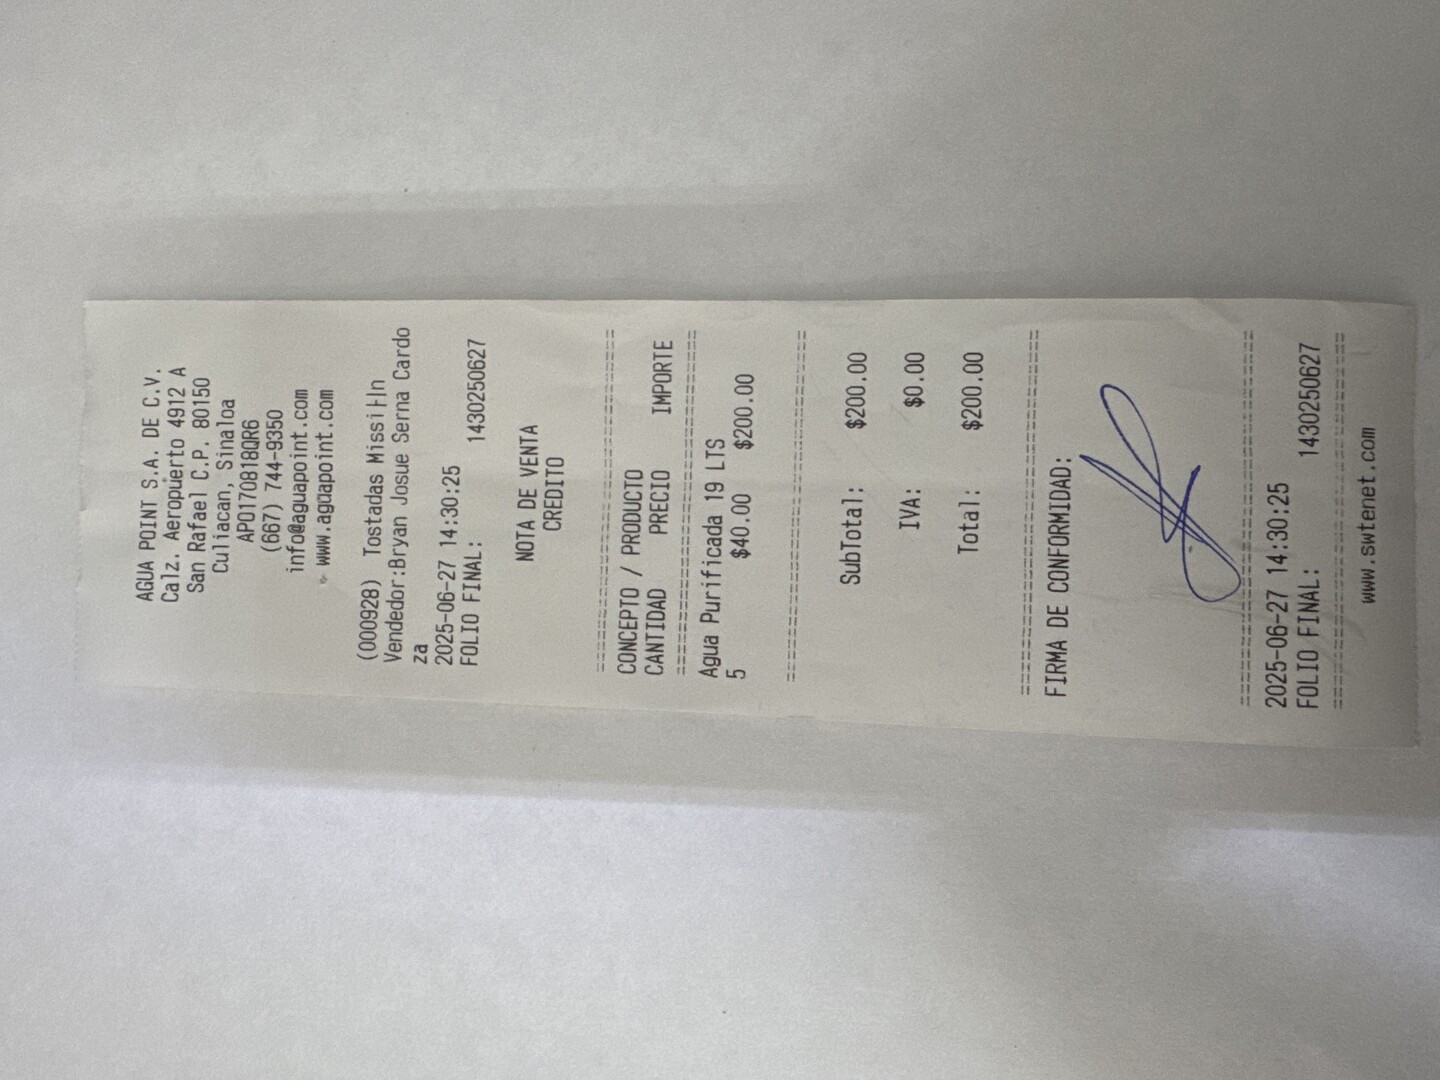 AGUA POINT S.A. DE C.V.
Calz. Aeropuerto 4912 A
San Rafael C.P. 80150
Culiacan, Sinaloa
APO170818QR6
(667) 744-9350
info@aguapoint.com
www.aguapoint.com
(000928) Tostadas Missi Hln
Vendedor:Bryan Josue Serna Cardo
za
2025-06-27 14:30:25
FOLIO FINAL: 1430250627
NOTA DE VENTA
CREDITO
CONCEPTO / PRODUCTO
CANTIDAD PRECIO IMPORTE
Agua Purificada 19 LTS
5 $40.00 $200.00
SubTotal: $200.00
IVA: $0.00
Total: $200.00
FIRMA DE CONFORMIDAD:
2025-06-27 14:30:25
FOLIO FINAL: 1430250627
www.swtenet.com